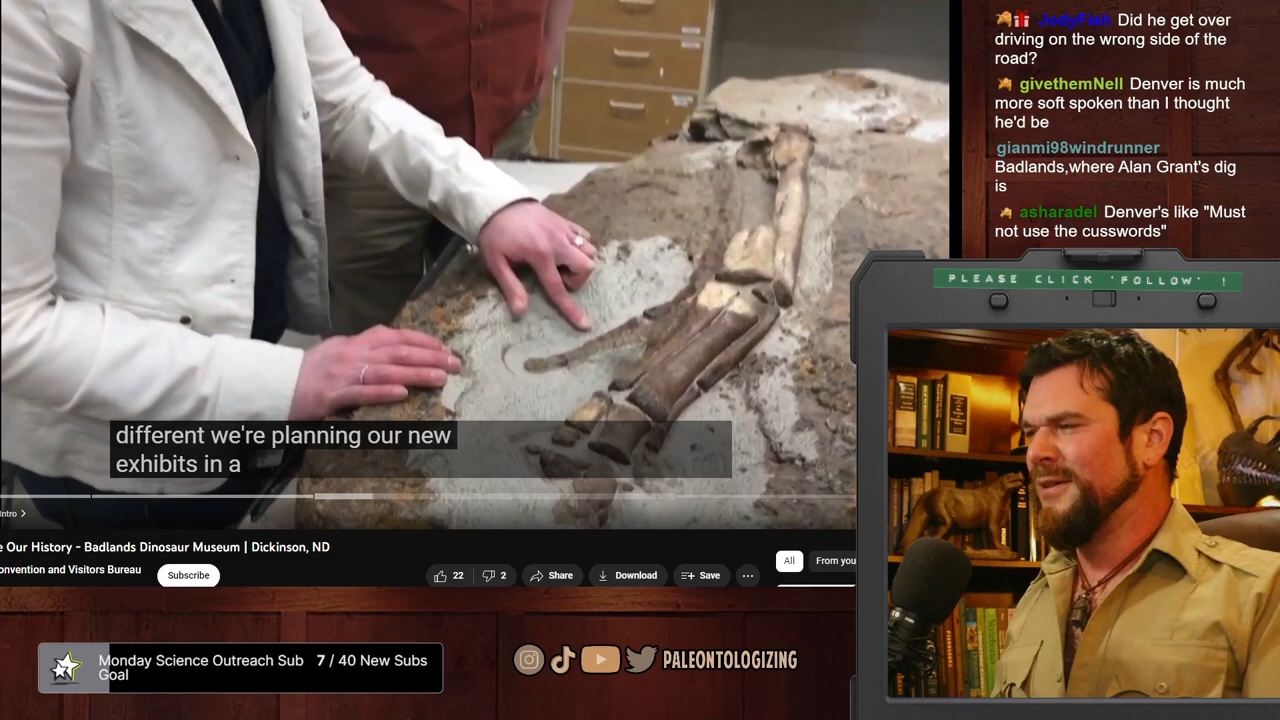 JodyFish Did he get over
driving on the wrong side of the
road?
givethemNell Denver is much
more soft spoken than I thought
he'd be
gianmi98windrunner
Badlands,where Alan Grant's dig
is
asharadel Denver's like "Must
not use the cusswords"
PLEASE CLICK 'FOLLOW' !
different we're planning our new
exhibits in a
Intro
e Our History - Badlands Dinosaur Museum | Dickinson, ND
onvention and Visitors Bureau
Subscribe
22
2
Share
Download
Save
All
From you
Monday Science Outreach Sub
Goal
7 / 40 New Subs
PALEONTOLOGIZING